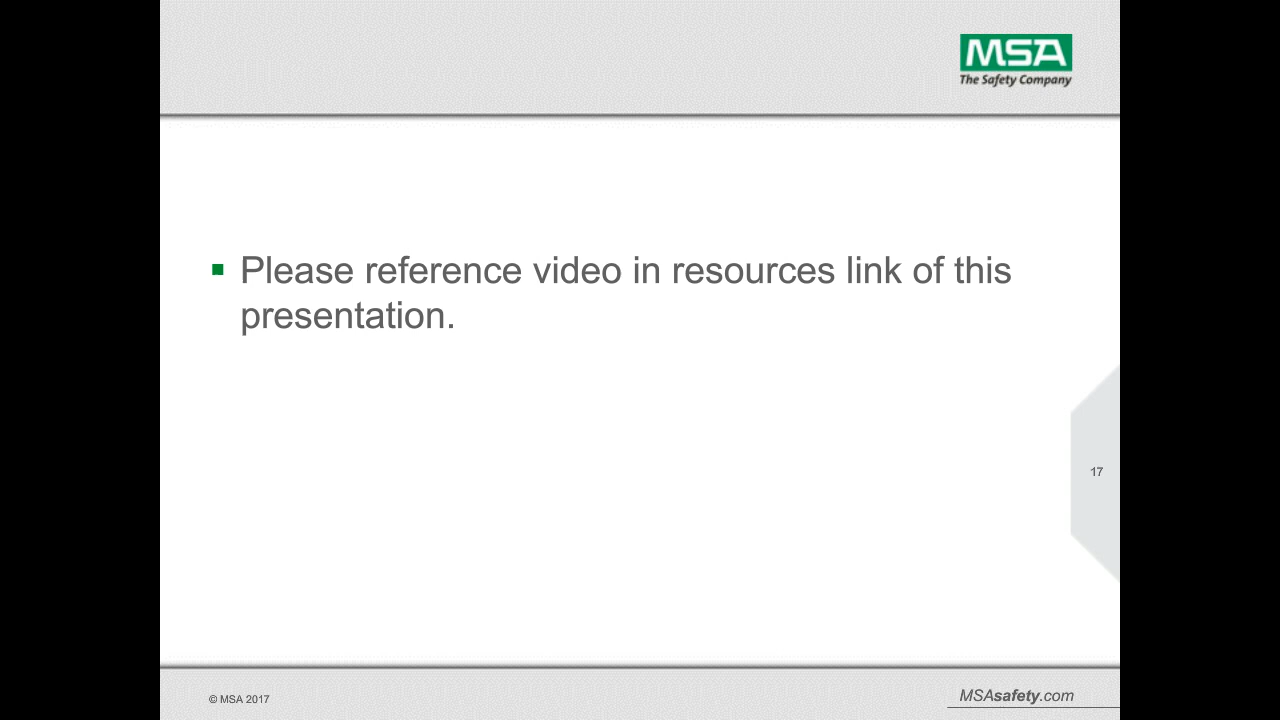 MSA
The Safety Company
Please reference video in resources link of this
presentation.
17
© MSA 2017
MSAsafety.com